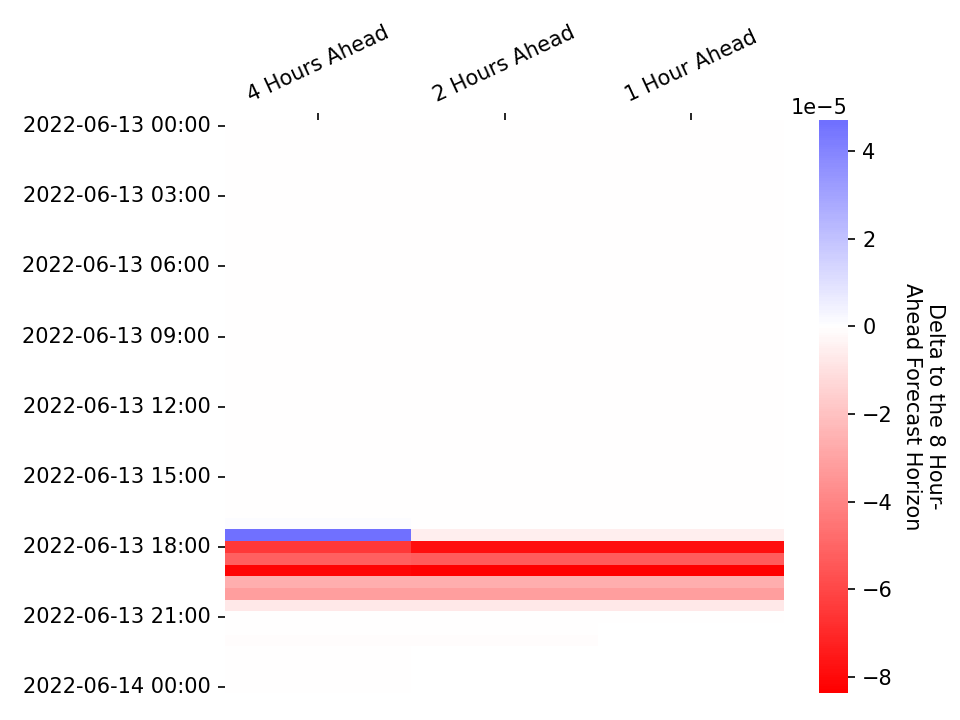 4 Hours Ahead
2 Hours Ahead
1 Hour Ahead
1e−5
2022-06-13 00:00
2022-06-13 03:00
2022-06-13 06:00
2022-06-13 09:00
2022-06-13 12:00
2022-06-13 15:00
2022-06-13 18:00
2022-06-13 21:00
2022-06-14 00:00
4
2
0
−2
−4
−6
−8
Delta to the 8 Hour-
Ahead Forecast Horizon